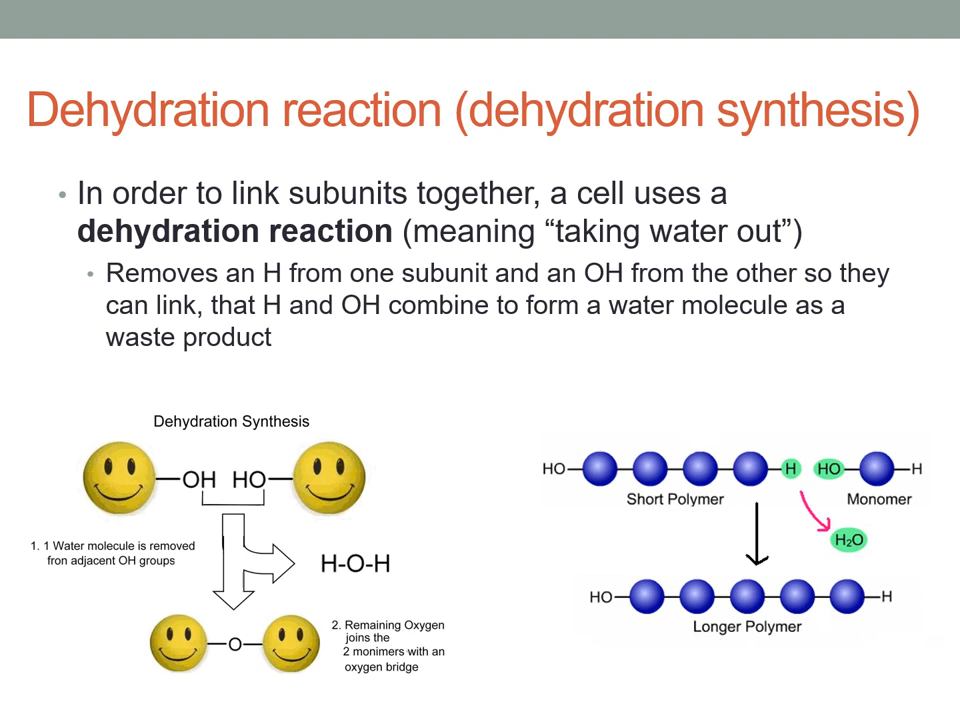 Dehydration reaction (dehydration synthesis)
• In order to link subunits together, a cell uses a
dehydration reaction (meaning “taking water out”)
• Removes an H from one subunit and an OH from the other so they
can link, that H and OH combine to form a water molecule as a
waste product
Dehydration Synthesis
OH HO
1. 1 Water molecule is removed
fron adjacent OH groups
H-O-H
O
2. Remaining Oxygen
joins the
2 monimers with an
oxygen bridge
HO H HO H
Short Polymer Monomer
H₂O
HO H
Longer Polymer